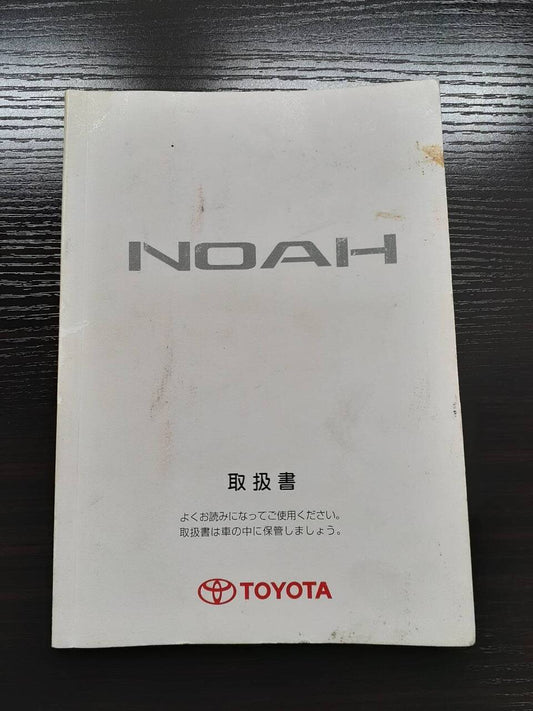 NOAH
取扱書
よくお読みになってご使用ください。
取扱書は車の中に保管しましょう。
TOYOTA